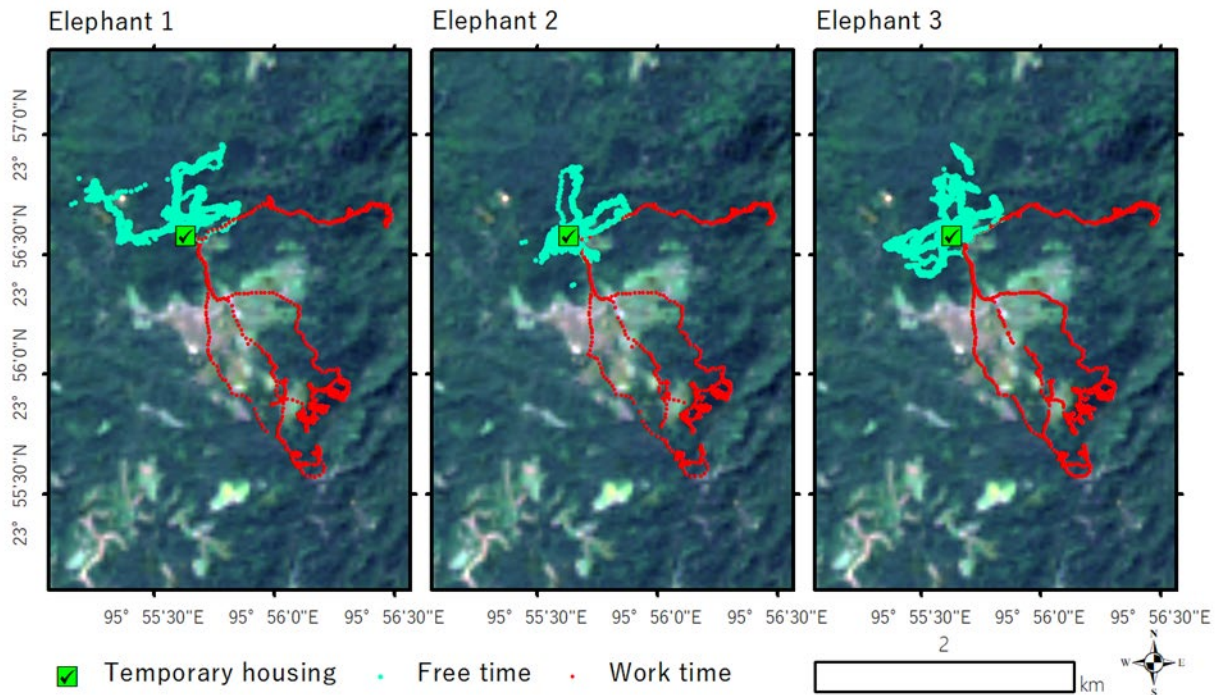 Elephant 1
Elephant 2
Elephant 3
23° 57'0"N
23° 56'30"N
23° 56'0"N
23° 55'30"N
95° 55'30"E
95° 56'0"E
95° 56'30"E
95° 55'30"E
95° 56'0"E
95° 56'30"E
95° 55'30"E
95° 56'0"E
95° 56'30"E
Temporary housing
Free time
Work time
2
km
N
W
E
S